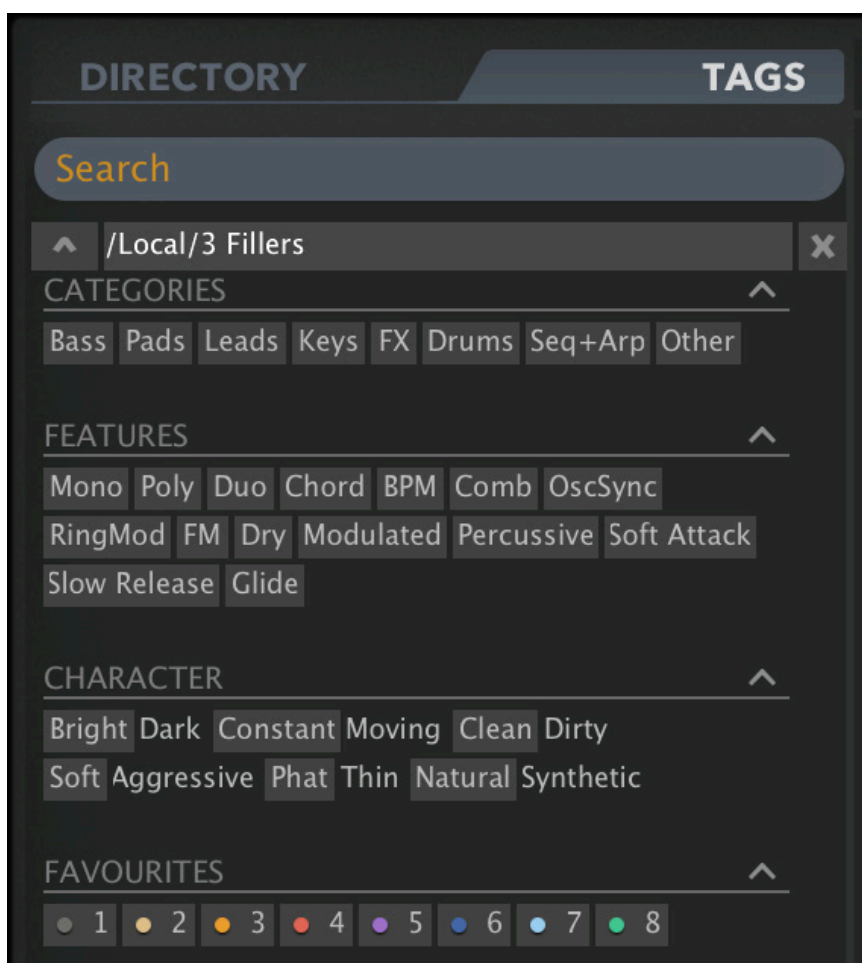 DIRECTORY TAGS
Search
/Local/3 Fillers
CATEGORIES
Bass Pads Leads Keys FX Drums Seq+Arp Other
FEATURES
Mono Poly Duo Chord BPM Comb OscSync
RingMod FM Dry Modulated Percussive Soft Attack
Slow Release Glide
CHARACTER
Bright Dark Constant Moving Clean Dirty
Soft Aggressive Phat Thin Natural Synthetic
FAVOURITES
1 2 3 4 5 6 7 8